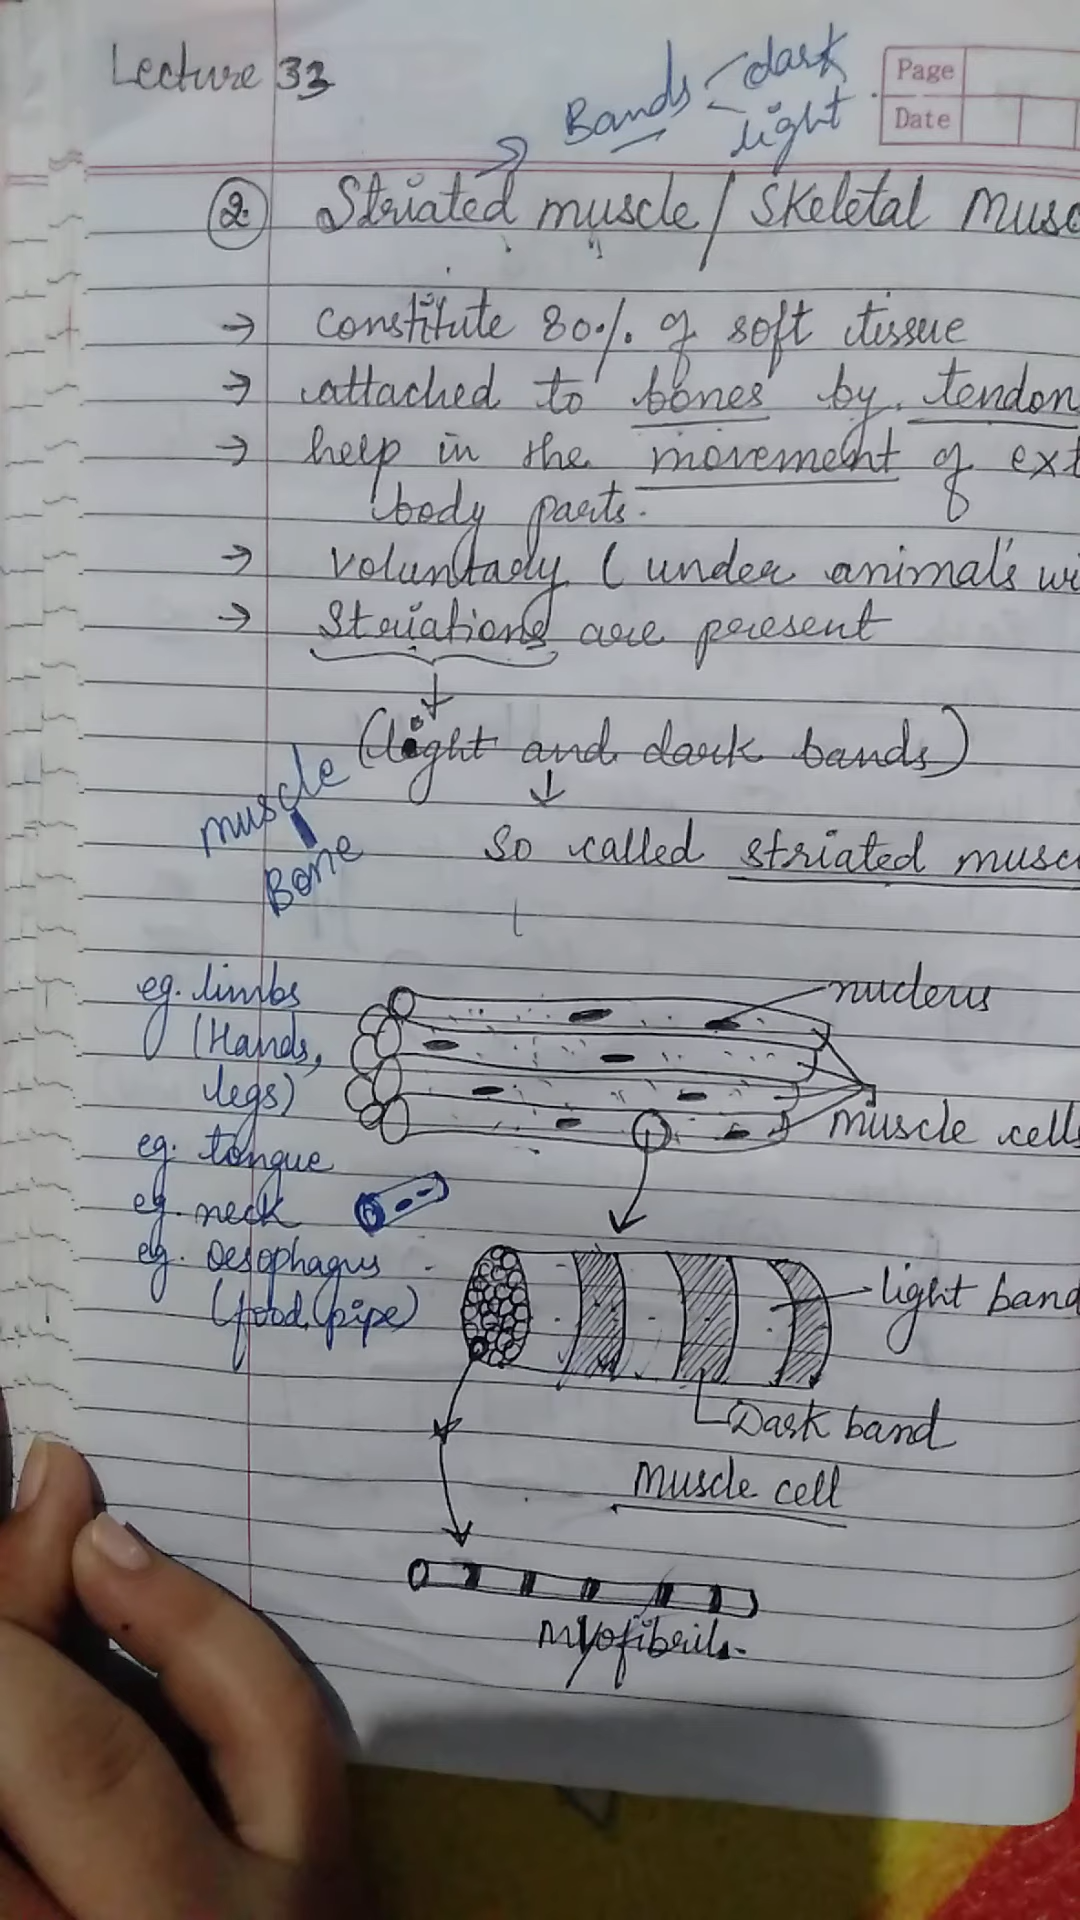 Lecture 33
Bands - dark
- light
Page
Date
② Striated muscle / Skeletal Musc
→ constitute 80% of soft tissue
→ attached to bones by tendon
→ help in the movement of ext
body parts.
→ voluntary (under animal's wi
→ Striations are present
(light and dark bands)
muscle
Bone
So called striated musc
eg. limbs
(Hands,
legs)
eg. tongue
eg. neck
eg. Oesophagus
(food pipe)
nucleus
muscle cells
light band
Dark band
Muscle cell
Myofibrils.